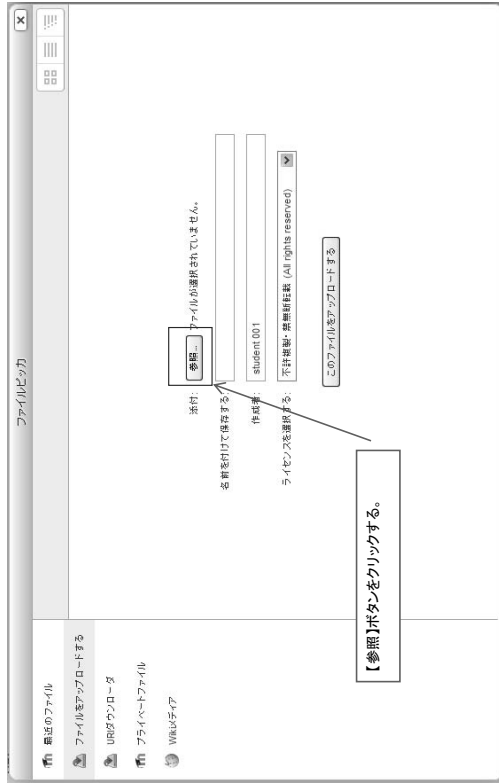 ファイルピッカ
最近のファイル
ファイルをアップロードする
URLダウンローダ
プライベートファイル
Wikiメディア
添付: 参照... ファイルが選択されていません。
名前を付けて保存する:
作成者: student 001
ライセンスを選択する: 不許複製・禁無断転載 (All rights reserved)
このファイルをアップロードする
【参照】ボタンをクリックする。